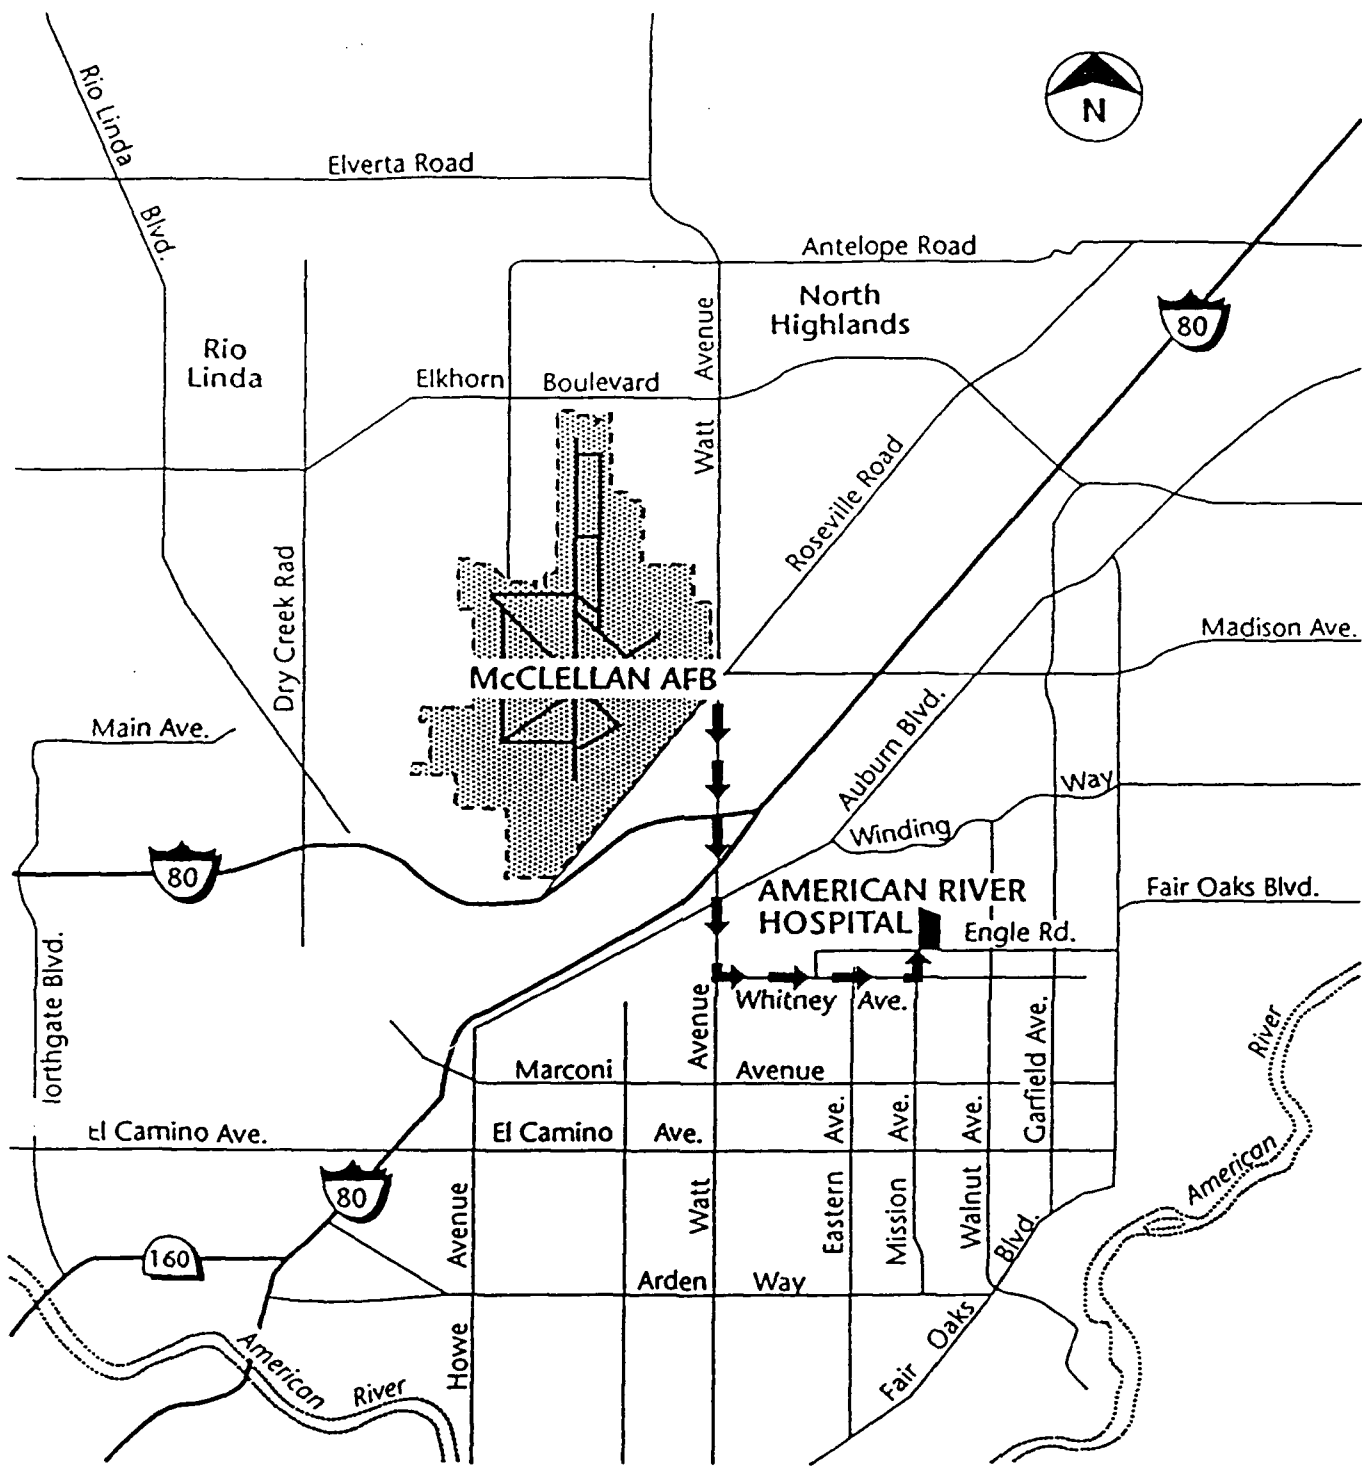 Rio Linda
Blvd.
Elverta Road
N
Antelope Road
North
Highlands
80
Rio
Linda
Elkhorn Boulevard
Watt Avenue
Roseville Road
Dry Creek Rad
Madison Ave.
McCLELLAN AFB
Main Ave.
Auburn Blvd.
Winding Way
80
AMERICAN RIVER
HOSPITAL
Fair Oaks Blvd.
Engle Rd.
Whitney Ave.
lorthgate Blvd.
Avenue
Garfield Ave.
River
Marconi Avenue
El Camino Ave.
El Camino Ave.
Eastern Ave.
Mission Ave.
Walnut Ave.
American
80
Watt
Avenue
160
Arden Way
Fair Oaks Blvd.
Howe
American River